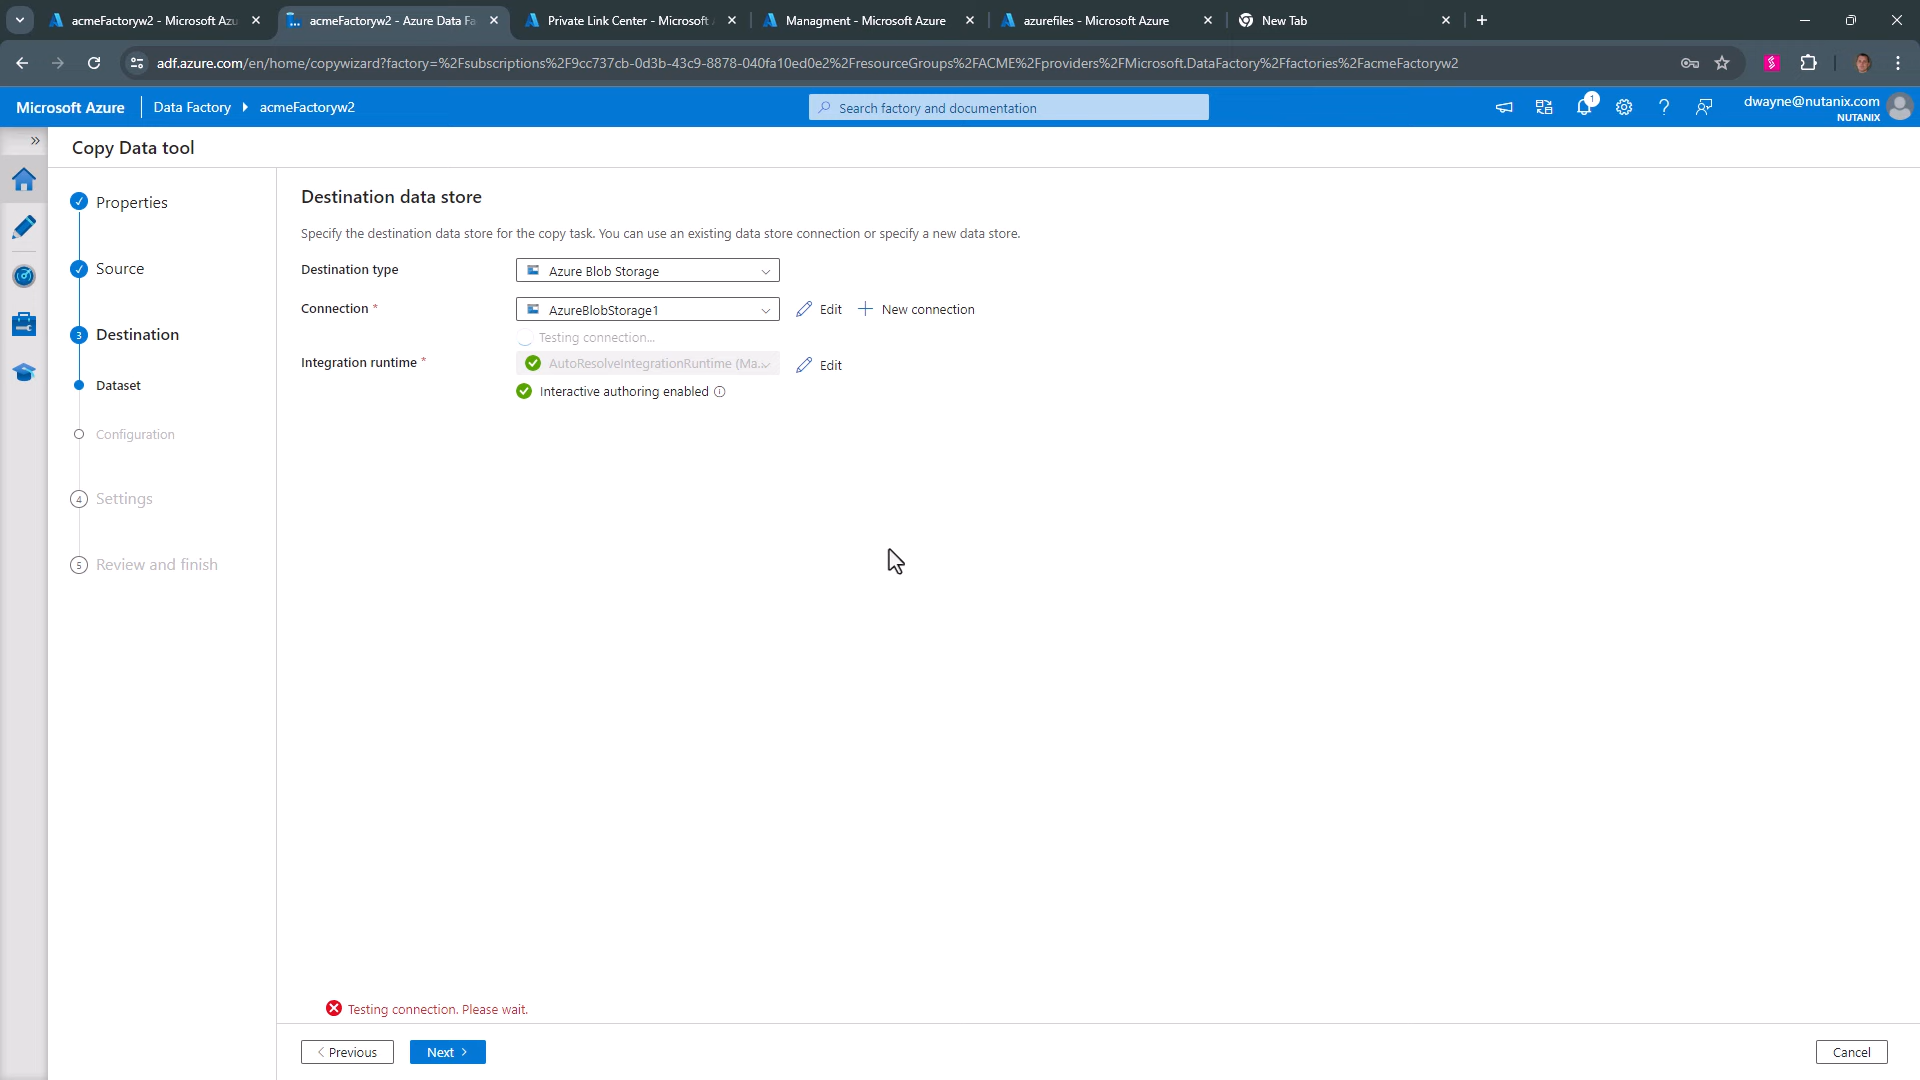 acmeFactoryw2 - Microsoft Azu
acmeFactoryw2 - Azure Data Fa
Private Link Center - Microsoft
Managment - Microsoft Azure
azurefiles - Microsoft Azure
New Tab
adf.azure.com/en/home/copywizard?factory=%2Fsubscriptions%2F9cc737cb-0d3b-43c9-8878-040fa10ed0e2%2FresourceGroups%2FACME%2Fproviders%2FMicrosoft.DataFactory%2Ffactories%2FacmeFactoryw2
Microsoft Azure
Data Factory
acmeFactoryw2
Search factory and documentation
1
dwayne@nutanix.com
NUTANIX
Copy Data tool
Properties
Source
3 Destination
Dataset
Configuration
4 Settings
5 Review and finish
Destination data store
Specify the destination data store for the copy task. You can use an existing data store connection or specify a new data store.
Destination type
Azure Blob Storage
Connection *
AzureBlobStorage1
Edit
New connection
Testing connection...
Integration runtime *
AutoResolveIntegrationRuntime (Ma...
Edit
Interactive authoring enabled
Testing connection. Please wait.
Previous
Next
Cancel